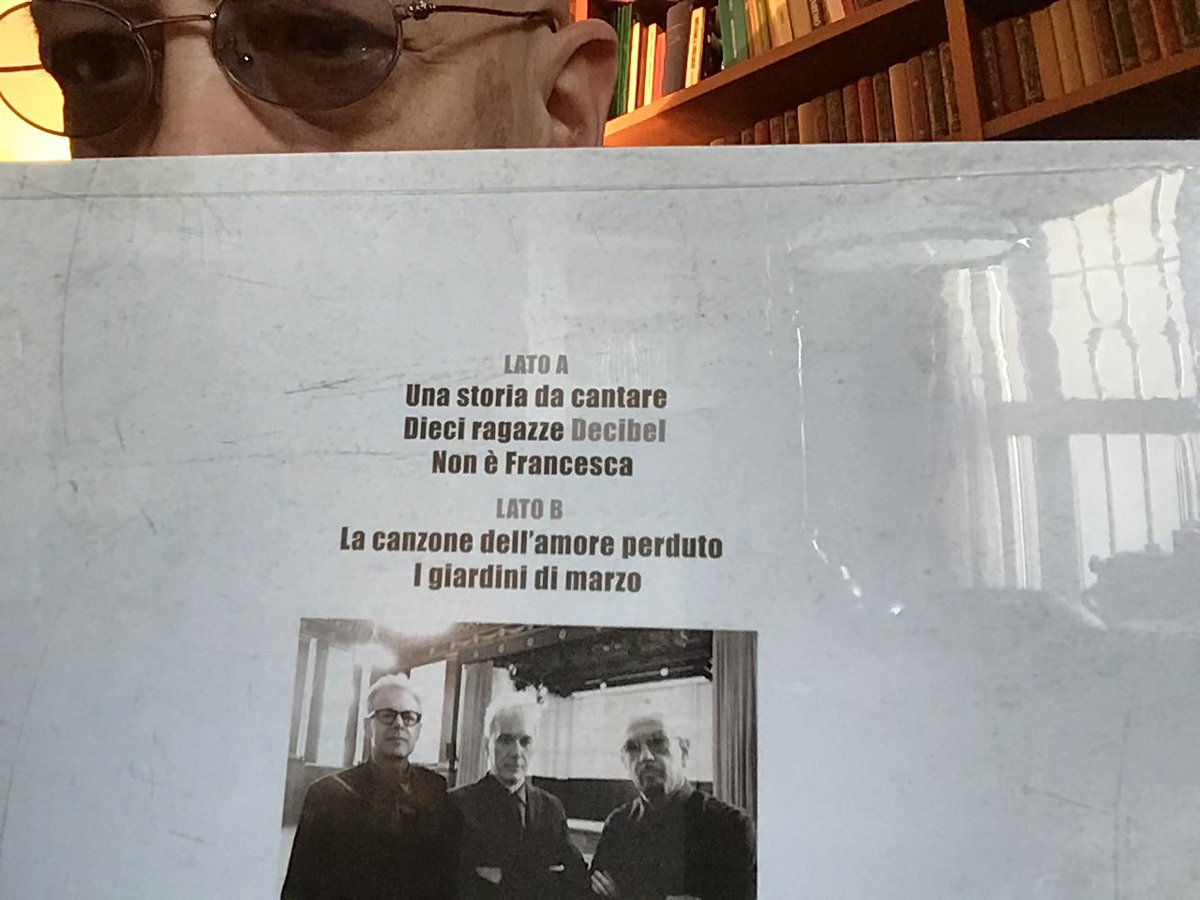 LATO A
Una storia da cantare
Dieci ragazze Decibel
Non è Francesca
LATO B
La canzone dell'amore perduto
I giardini di marzo